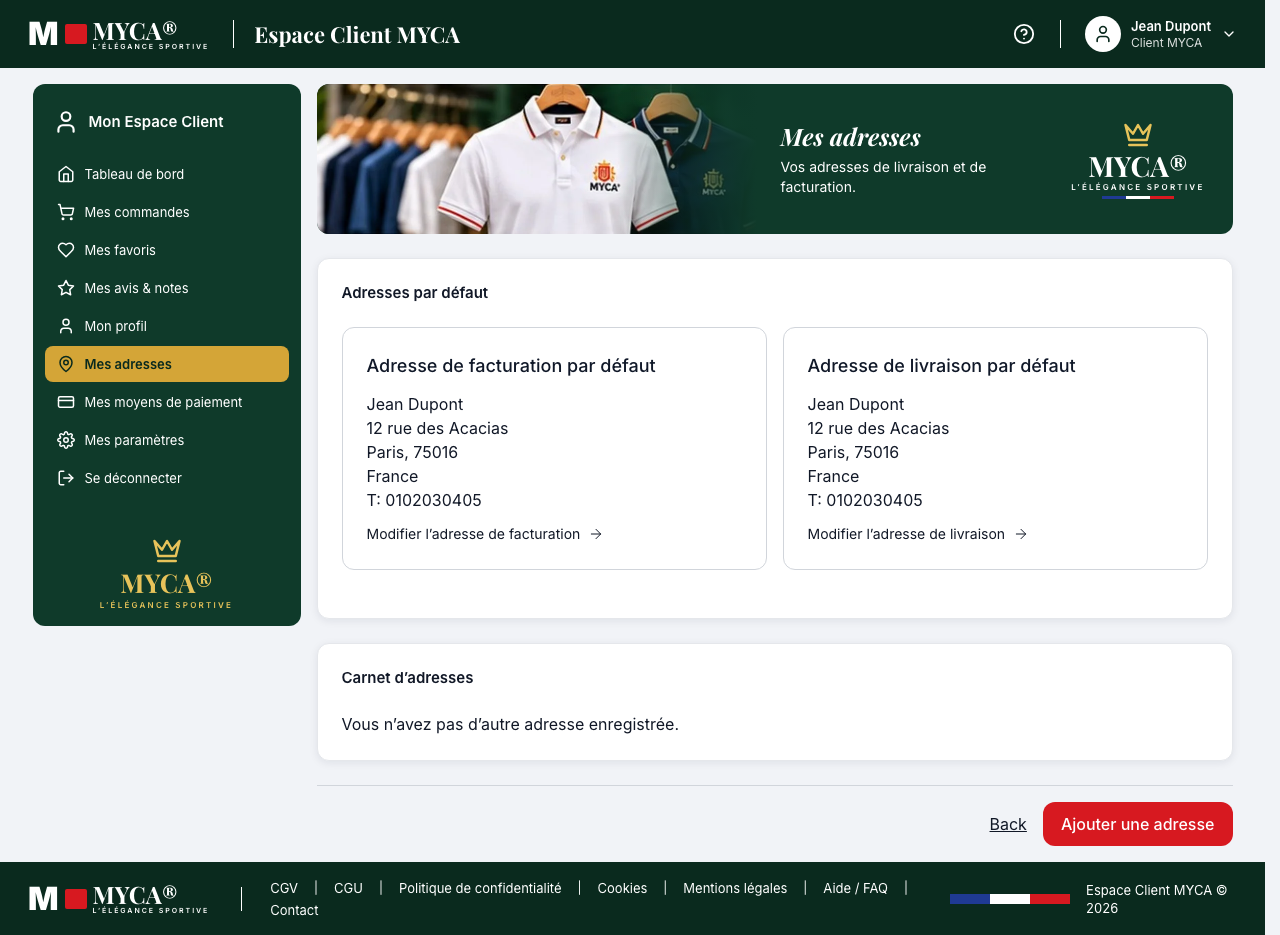 M MYCA®
L'ÉLÉGANCE SPORTIVE
Espace Client MYCA
Jean Dupont
Client MYCA
Mon Espace Client
Tableau de bord
Mes commandes
Mes favoris
Mes avis & notes
Mon profil
Mes adresses
Mes moyens de paiement
Mes paramètres
Se déconnecter
MYCA®
L'ÉLÉGANCE SPORTIVE
MYCA
MYCA
Mes adresses
Vos adresses de livraison et de
facturation.
MYCA®
L'ÉLÉGANCE SPORTIVE
Adresses par défaut
Adresse de facturation par défaut
Jean Dupont
12 rue des Acacias
Paris, 75016
France
T: 0102030405
Modifier l’adresse de facturation
Adresse de livraison par défaut
Jean Dupont
12 rue des Acacias
Paris, 75016
France
T: 0102030405
Modifier l’adresse de livraison
Carnet d’adresses
Vous n’avez pas d’autre adresse enregistrée.
Back
Ajouter une adresse
M MYCA®
L'ÉLÉGANCE SPORTIVE
CGV | CGU | Politique de confidentialité | Cookies | Mentions légales | Aide / FAQ |
Contact
Espace Client MYCA ©
2026